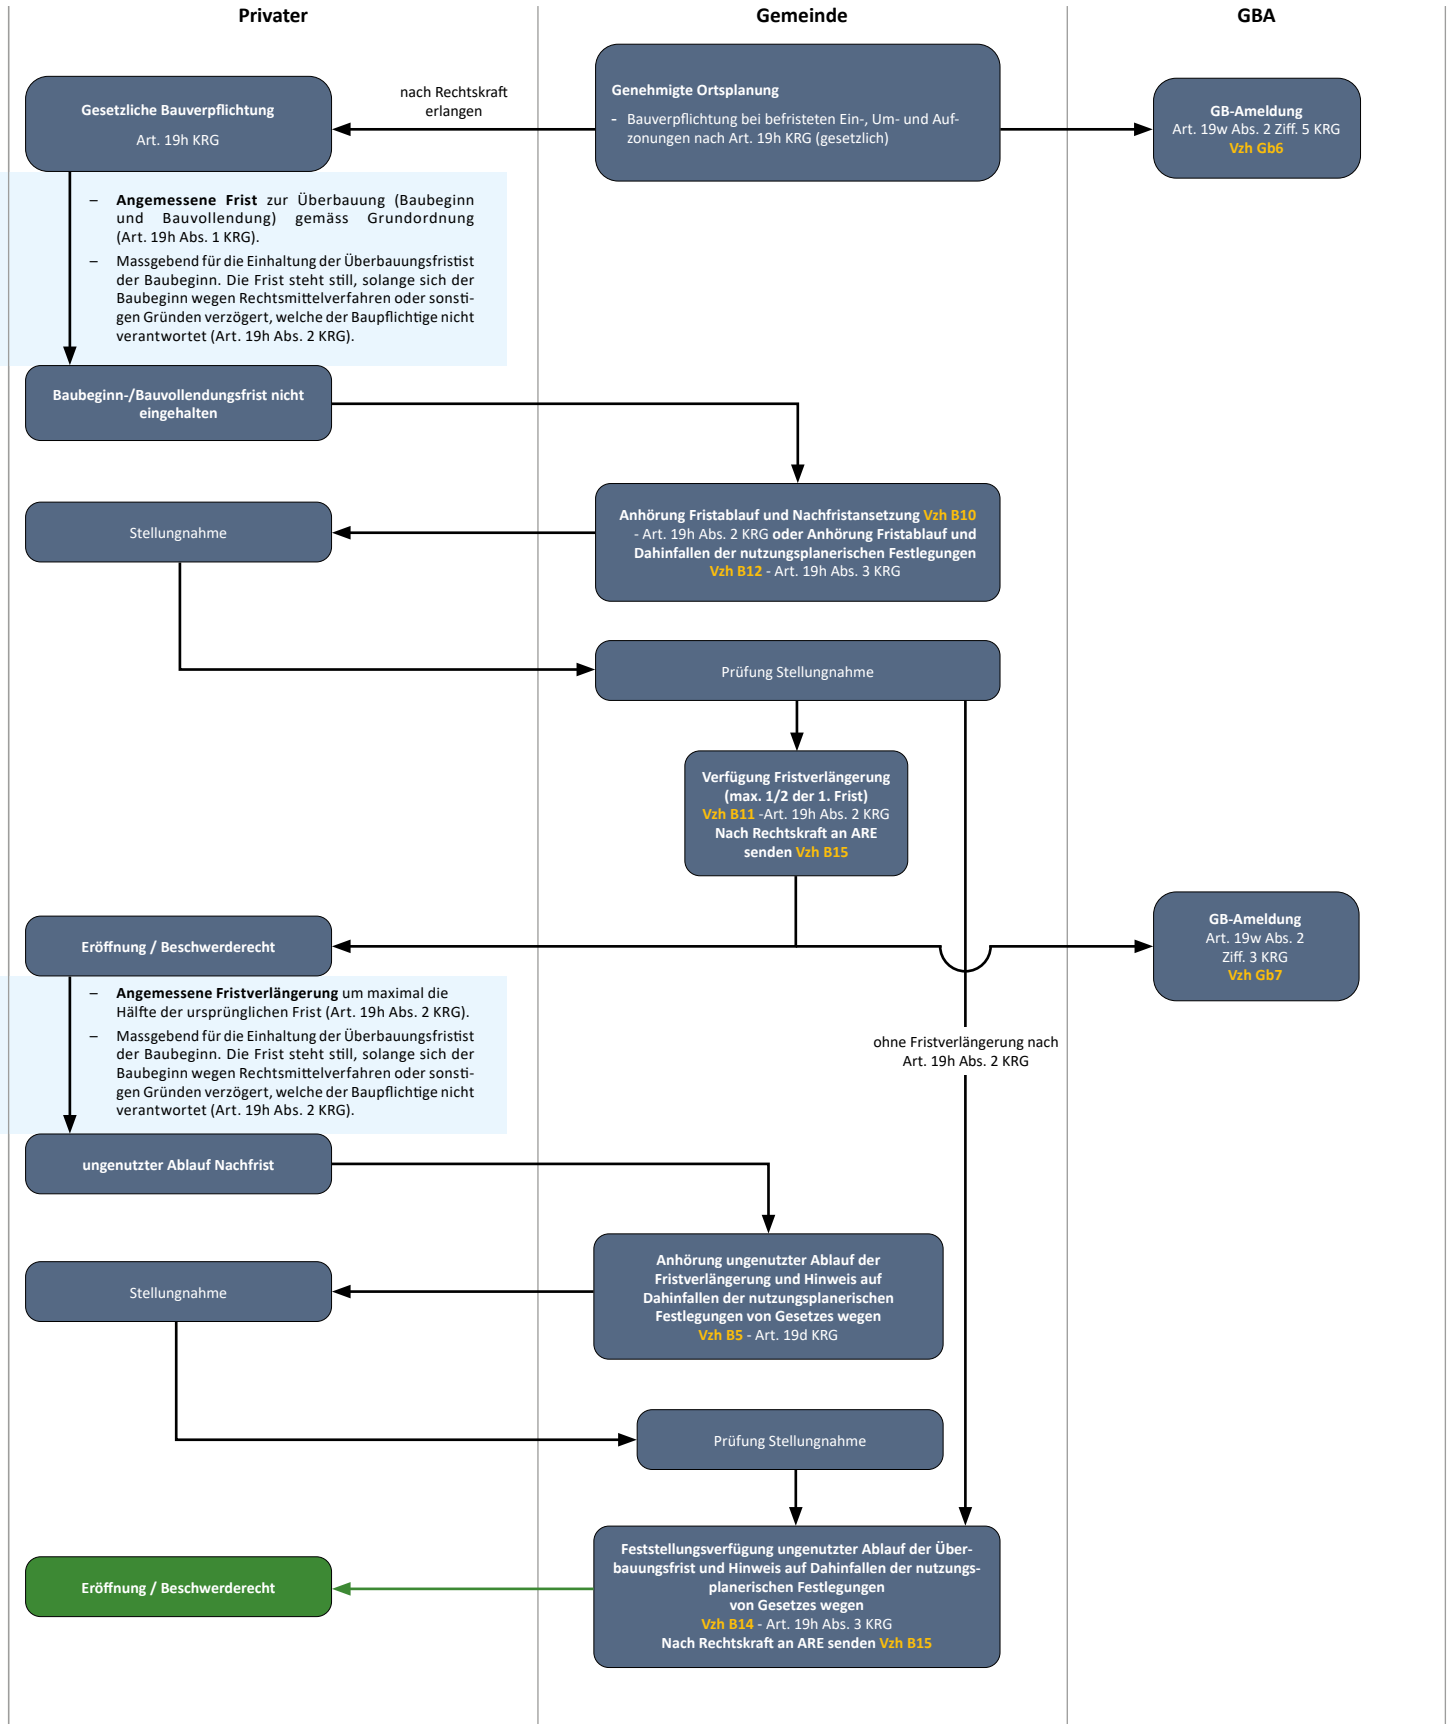 Privater
Gemeinde
GBA
Gesetzliche Bauverpflichtung
Art. 19h KRG
nach Rechtskraft
erlangen
Genehmigte Ortsplanung
- Bauverpflichtung bei befristeten Ein-, Um- und Auf-
zonungen nach Art. 19h KRG (gesetzlich)
GB-Ameldung
Art. 19w Abs. 2 Ziff. 5 KRG
Vzh Gb6
– Angemessene Frist zur Überbauung (Baubeginn
und Bauvollendung) gemäss Grundordnung
(Art. 19h Abs. 1 KRG).
– Massgebend für die Einhaltung der Überbauungsfristist
der Baubeginn. Die Frist steht still, solange sich der
Baubeginn wegen Rechtsmittelverfahren oder sonsti-
gen Gründen verzögert, welche der Baupflichtige nicht
verantwortet (Art. 19h Abs. 2 KRG).
Baubeginn-/Bauvollendungsfrist nicht
eingehalten
Stellungnahme
Anhörung Fristablauf und Nachfristansetzung Vzh B10
- Art. 19h Abs. 2 KRG oder Anhörung Fristablauf und
Dahinfallen der nutzungsplanerischen Festlegungen
Vzh B12 - Art. 19h Abs. 3 KRG
Prüfung Stellungnahme
Verfügung Fristverlängerung
(max. 1/2 der 1. Frist)
Vzh B11 -Art. 19h Abs. 2 KRG
Nach Rechtskraft an ARE
senden Vzh B15
Eröffnung / Beschwerderecht
GB-Ameldung
Art. 19w Abs. 2
Ziff. 3 KRG
Vzh Gb7
– Angemessene Fristverlängerung um maximal die
Hälfte der ursprünglichen Frist (Art. 19h Abs. 2 KRG).
– Massgebend für die Einhaltung der Überbauungsfristist
der Baubeginn. Die Frist steht still, solange sich der
Baubeginn wegen Rechtsmittelverfahren oder sonsti-
gen Gründen verzögert, welche der Baupflichtige nicht
verantwortet (Art. 19h Abs. 2 KRG).
ohne Fristverlängerung nach
Art. 19h Abs. 2 KRG
ungenutzter Ablauf Nachfrist
Stellungnahme
Anhörung ungenutzter Ablauf der
Fristverlängerung und Hinweis auf
Dahinfallen der nutzungsplanerischen
Festlegungen von Gesetzes wegen
Vzh B5 - Art. 19d KRG
Prüfung Stellungnahme
Eröffnung / Beschwerderecht
Feststellungsverfügung ungenutzter Ablauf der Über-
bauungsfrist und Hinweis auf Dahinfallen der nutzungs-
planerischen Festlegungen
von Gesetzes wegen
Vzh B14 - Art. 19h Abs. 3 KRG
Nach Rechtskraft an ARE senden Vzh B15